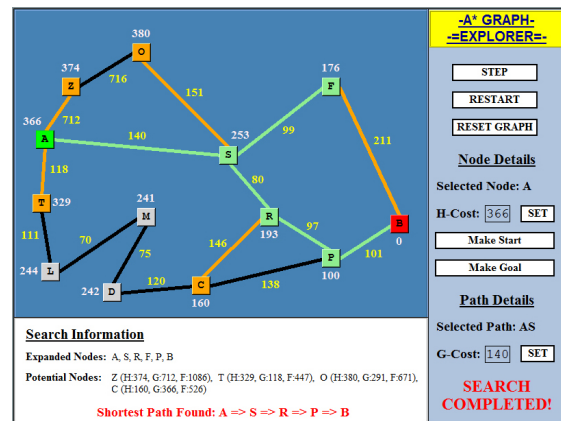 -A* GRAPH-
-=EXPLORER=-
STEP
RESTART
RESET GRAPH
Node Details
Selected Node: A
H-Cost: 366 SET
Make Start
Make Goal
Path Details
Selected Path: AS
G-Cost: 140 SET
SEARCH
COMPLETED!
380
O
374
Z
716
176
F
151
366
712
A
140
253
S
99
211
118
80
T
329
241
M
R
193
97
B
0
111
70
75
146
P
100
101
244
L
242
D
120
C
160
138
Search Information
Expanded Nodes: A, S, R, F, P, B
Potential Nodes: Z (H:374, G:712, F:1086), T (H:329, G:118, F:447), O (H:380, G:291, F:671),
C (H:160, G:366, F:526)
Shortest Path Found: A => S => R => P => B